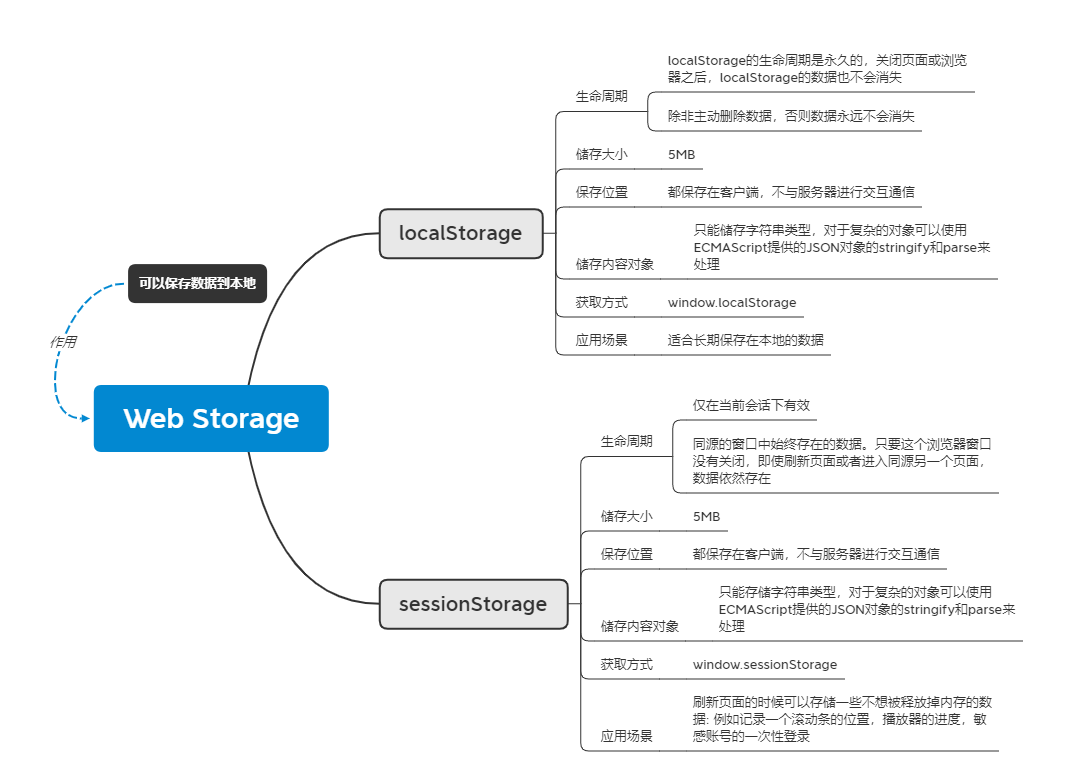 可以保存数据到本地
作用
Web Storage
localStorage
生命周期
localStorage的生命周期是永久的，关闭页面或浏览
器之后，localStorage的数据也不会消失
除非主动删除数据，否则数据永远不会消失
储存大小
5MB
保存位置
都保存在客户端，不与服务器进行交互通信
储存内容对象
只能储存字符串类型，对于复杂的对象可以使用
ECMAScript提供的JSON对象的stringify和parse来
处理
获取方式
window.localStorage
应用场景
适合长期保存在本地的数据
sessionStorage
生命周期
仅在当前会话下有效
同源的窗口中始终存在的数据。只要这个浏览器窗口
没有关闭，即使刷新页面或者进入同源另一个页面，
数据依然存在
储存大小
5MB
保存位置
都保存在客户端，不与服务器进行交互通信
储存内容对象
只能存储字符串类型，对于复杂的对象可以使用
ECMAScript提供的JSON对象的stringify和parse来
处理
获取方式
window.sessionStorage
应用场景
刷新页面的时候可以存储一些不想被释放掉内存的数
据: 例如记录一个滚动条的位置，播放器的进度，敏
感账号的一次性登录